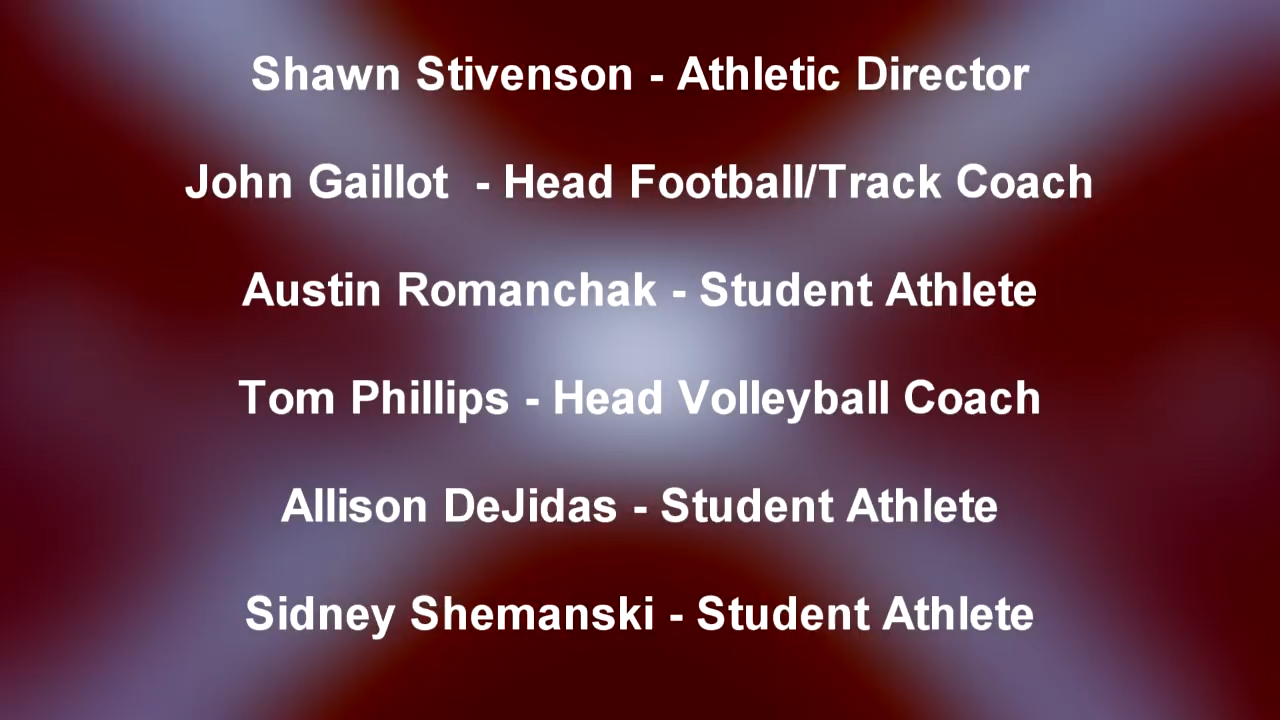 Shawn Stivenson - Athletic Director
John Gaillot  - Head Football/Track Coach
Austin Romanchak - Student Athlete
Tom Phillips - Head Volleyball Coach
Allison DeJidas - Student Athlete
Sidney Shemanski - Student Athlete